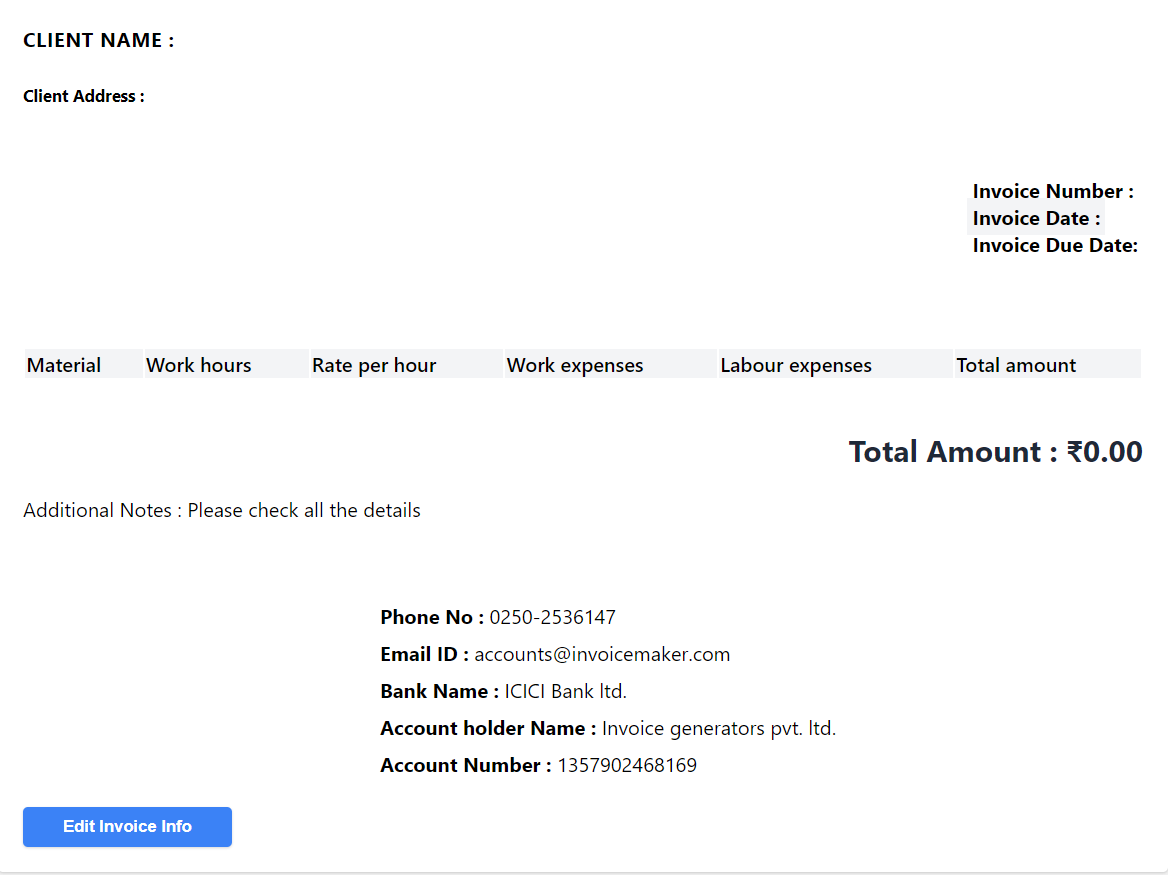 CLIENT NAME :
Client Address :
Invoice Number :
Invoice Date :
Invoice Due Date:
Material Work hours Rate per hour Work expenses Labour expenses Total amount
Total Amount : ₹0.00
Additional Notes : Please check all the details
Phone No : 0250-2536147
Email ID : accounts@invoicemaker.com
Bank Name : ICICI Bank ltd.
Account holder Name : Invoice generators pvt. ltd.
Account Number : 1357902468169
Edit Invoice Info